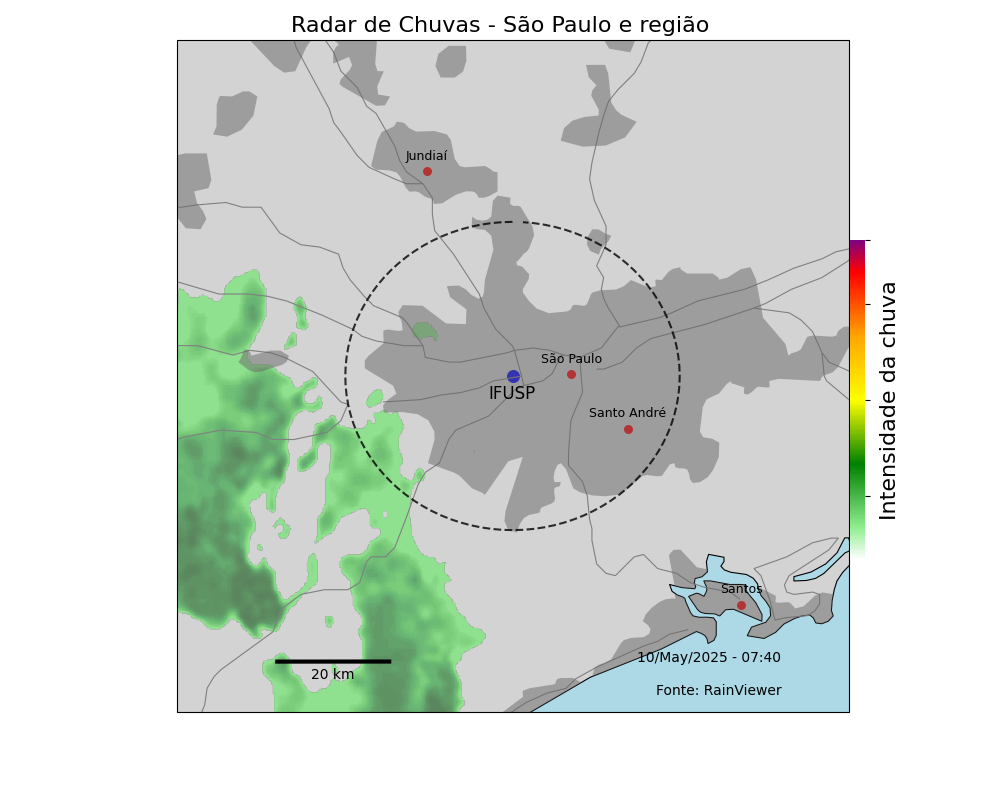 Radar de Chuvas - São Paulo e região
Jundiaí
São Paulo
IFUSP
Santo André
Intensidade da chuva
Santos
10/May/2025 - 07:40
20 km
Fonte: RainViewer